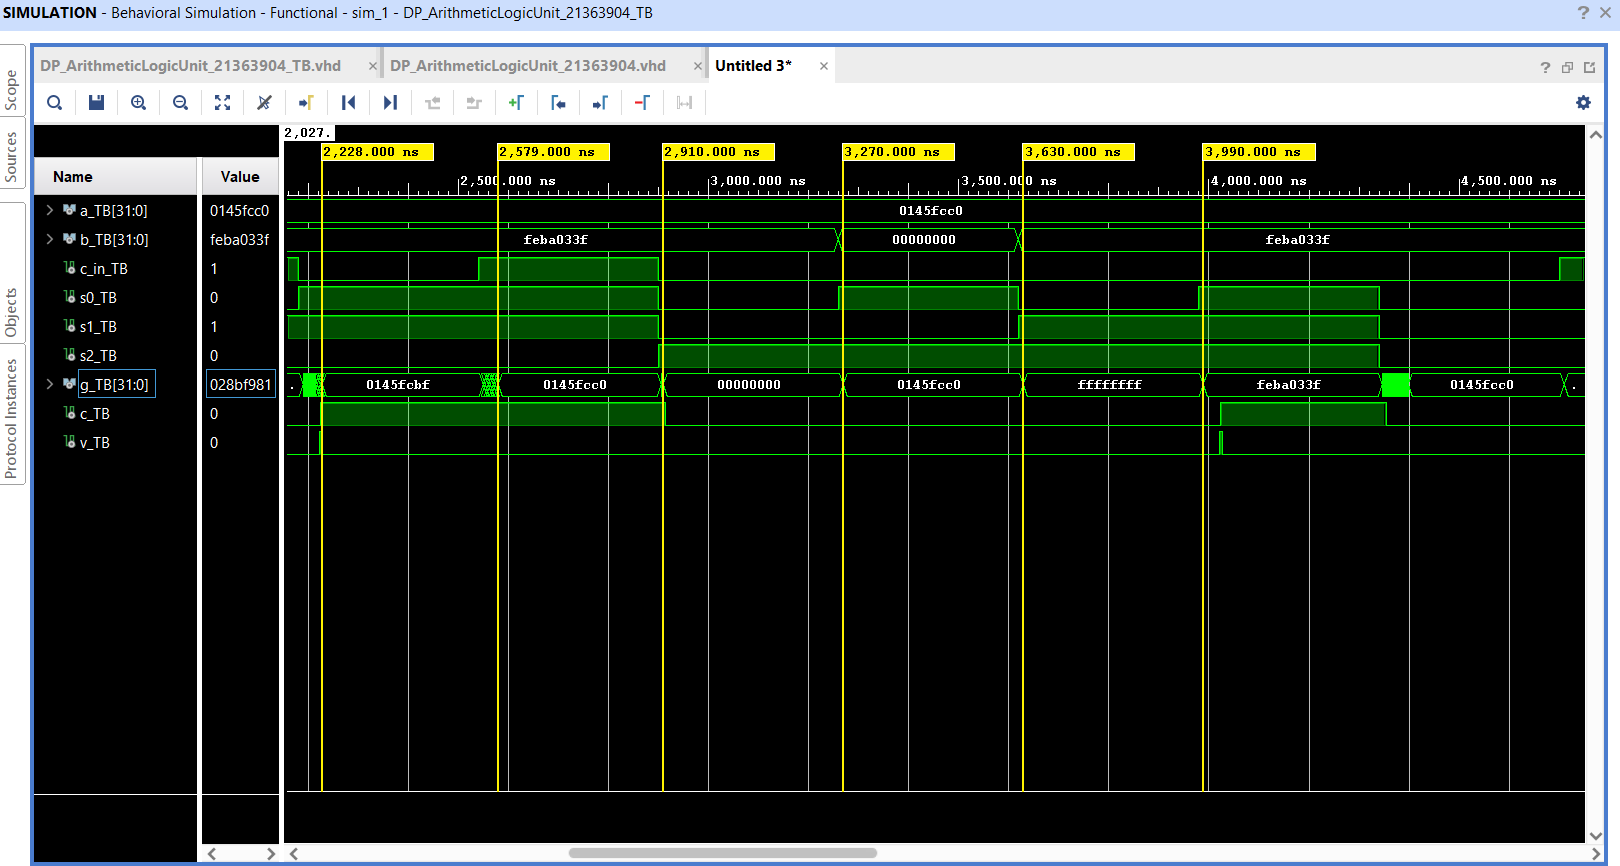 SIMULATION - Behavioral Simulation - Functional - sim_1 - DP_ArithmeticLogicUnit_21363904_TB
DP_ArithmeticLogicUnit_21363904_TB.vhd
DP_ArithmeticLogicUnit_21363904.vhd
Untitled 3*
Scope
Sources
Objects
Protocol Instances
2,027.
2,228.000 ns
2,579.000 ns
2,910.000 ns
3,270.000 ns
3,630.000 ns
3,990.000 ns
Name Value
2,500.000 ns 3,000.000 ns 3,500.000 ns 4,000.000 ns 4,500.000 ns
a_TB[31:0] 0145fcc0 0145fcc0
b_TB[31:0] feba033f feba033f 00000000 feba033f
c_in_TB 1
s0_TB 0
s1_TB 1
s2_TB 0
g_TB[31:0] 028bf981 . 0145fcbf 0145fcc0 00000000 0145fcc0 ffffffff feba033f 0145fcc0 .
c_TB 0
v_TB 0